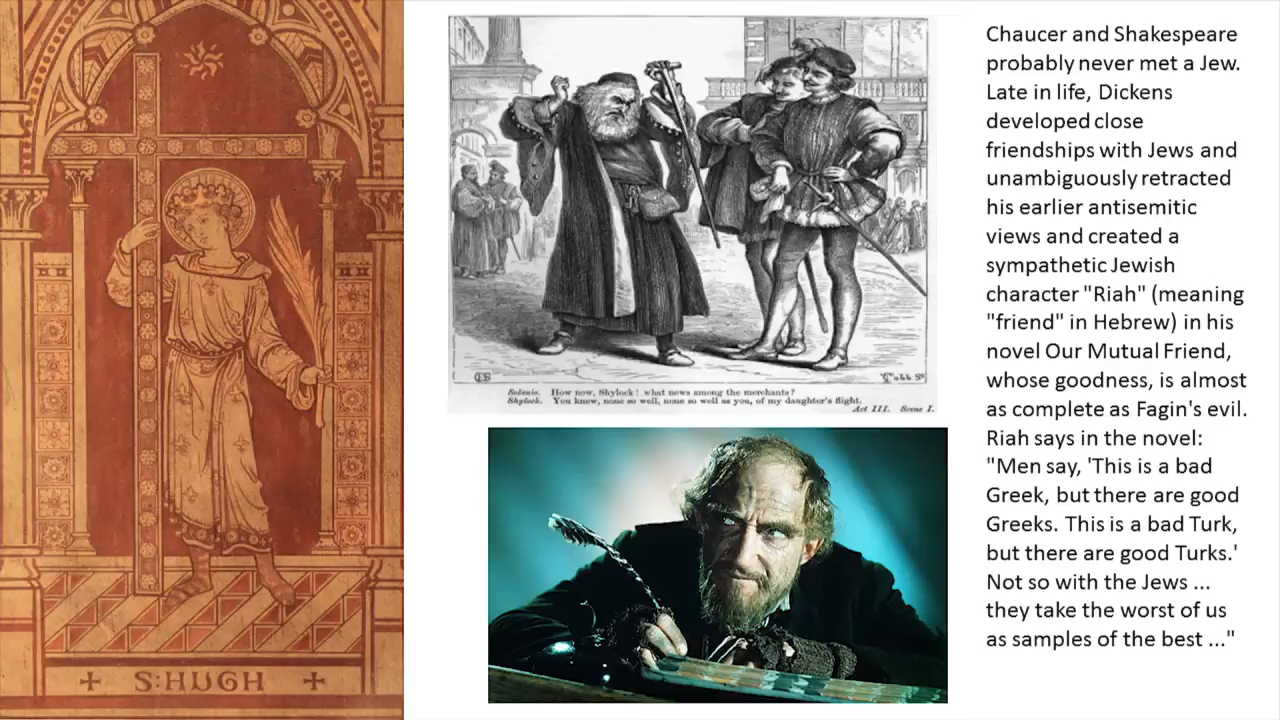 Chaucer and Shakespeare
probably never met a Jew.
Late in life, Dickens
developed close
friendships with Jews and
unambiguously retracted
his earlier antisemitic
views and created a
sympathetic Jewish
character "Riah" (meaning
"friend" in Hebrew) in his
novel Our Mutual Friend,
whose goodness, is almost
as complete as Fagin's evil.
Riah says in the novel:
"Men say, 'This is a bad
Greek, but there are good
Greeks. This is a bad Turk,
but there are good Turks.'
Not so with the Jews ...
they take the worst of us
as samples of the best ..."
Solanio. How now, Shylock! what news among the merchants?
Shylock. You knew, none so well, none so well as you, of my daughter's flight.
Act III. Scene I.
S:HUGH